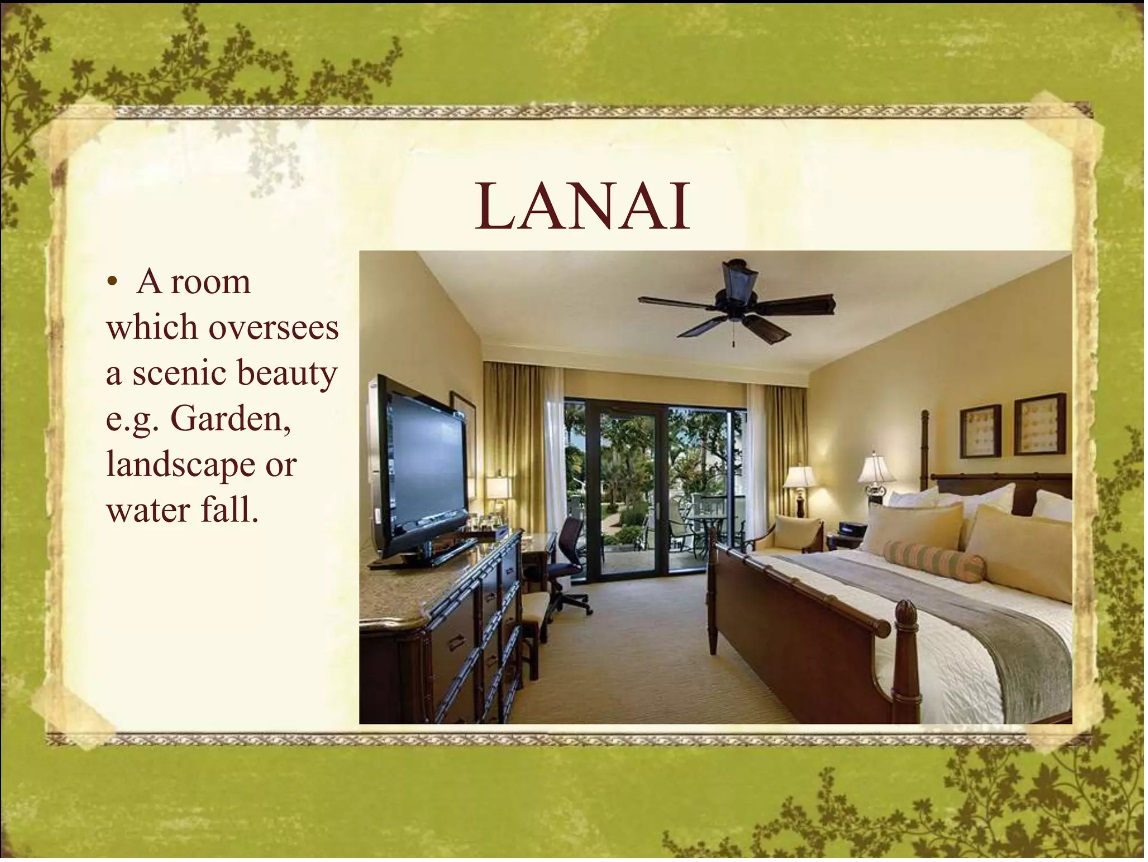 LANAI
• A room
which oversees
a scenic beauty
e.g. Garden,
landscape or
water fall.